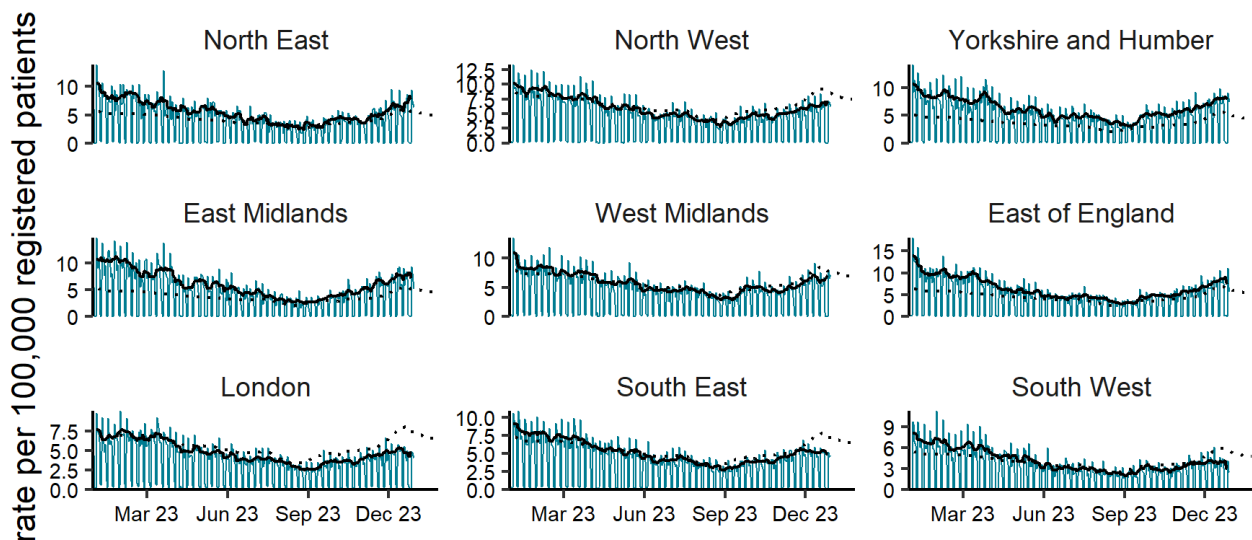 rate per 100,000 registered patients
North East
North West
Yorkshire and Humber
10
5
0
12.5
10.0
7.5
5.0
2.5
0.0
10
5
0
East Midlands
West Midlands
East of England
10
5
0
10
5
0
15
10
5
0
London
South East
South West
7.5
5.0
2.5
0.0
10.0
7.5
5.0
2.5
0.0
9
6
3
0
Mar 23 Jun 23 Sep 23 Dec 23
Mar 23 Jun 23 Sep 23 Dec 23
Mar 23 Jun 23 Sep 23 Dec 23